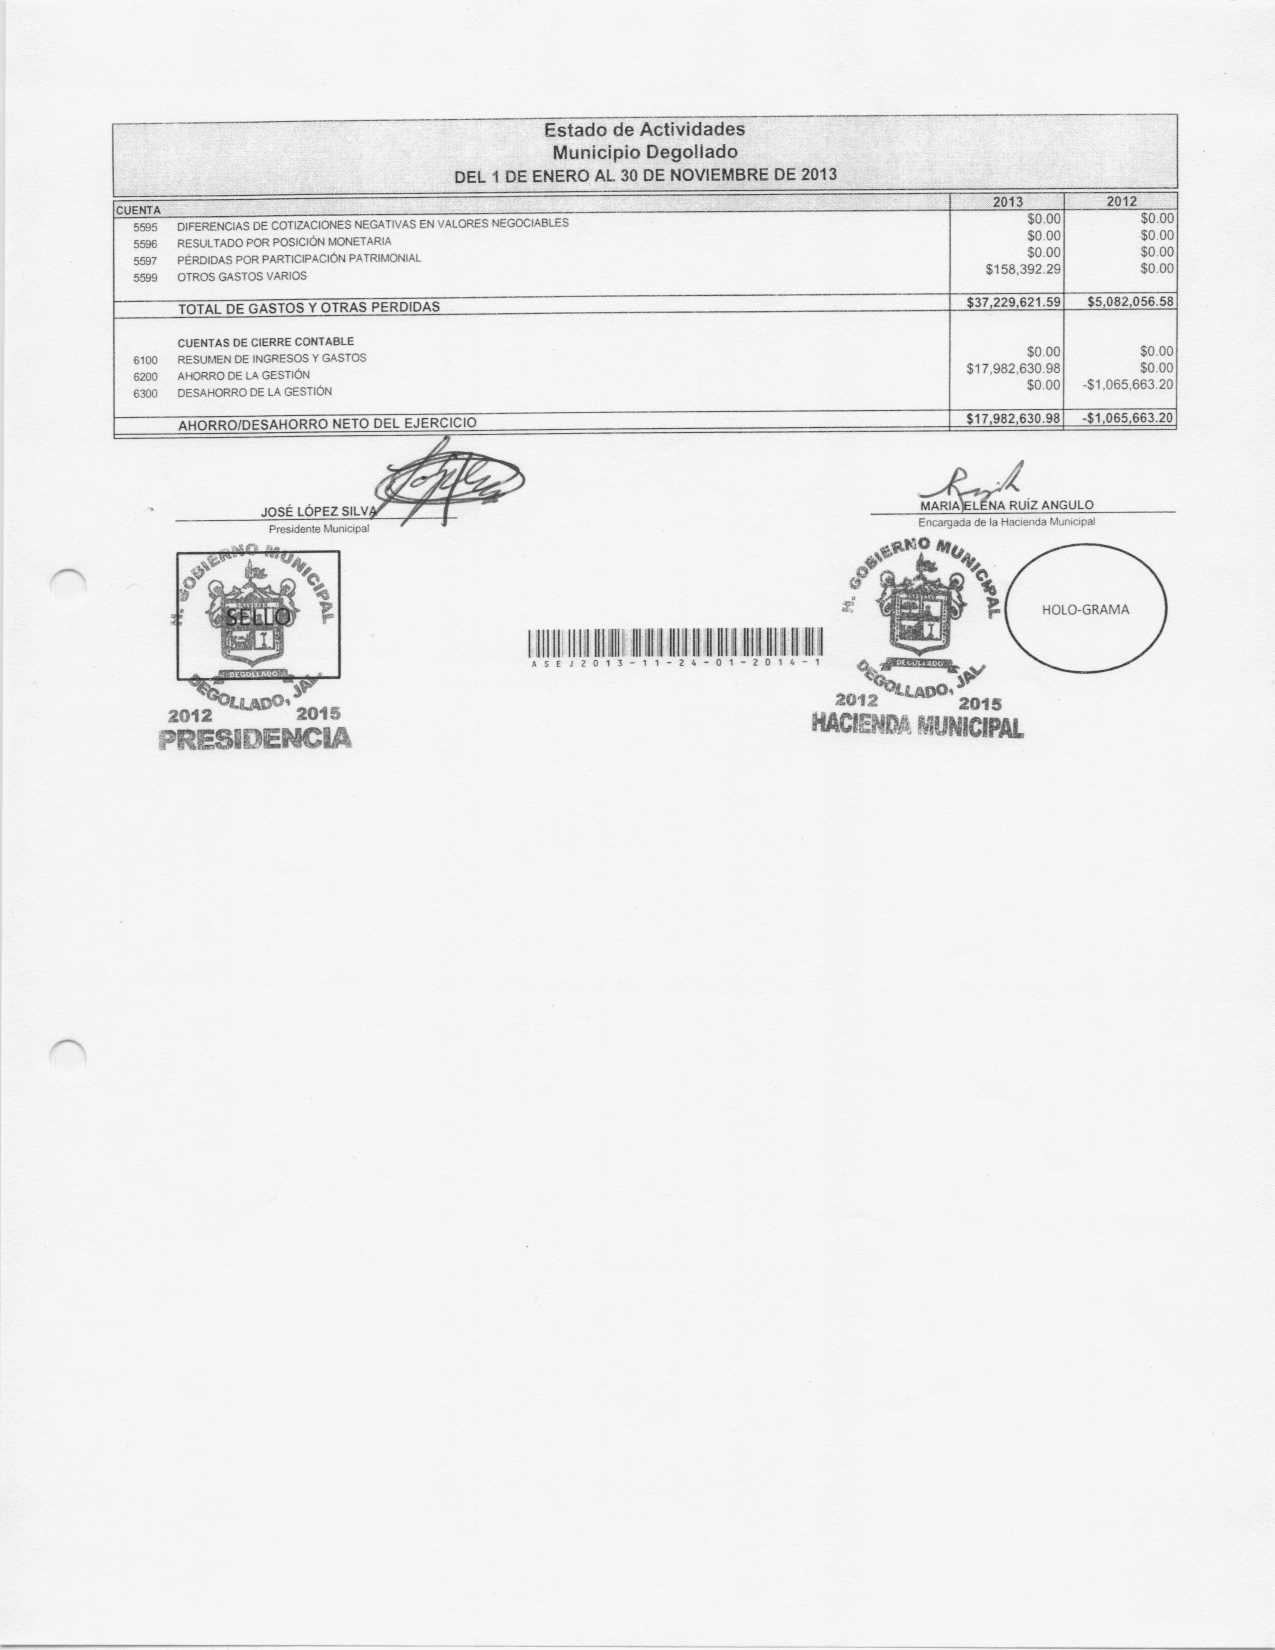 Estado de Actividades
Municipio Degollado
DEL 1 DE ENERO AL 30 DE NOVIEMBRE DE 2013
CUENTA 2013 2012
5595 DIFERENCIAS DE COTIZACIONES NEGATIVAS EN VALORES NEGOCIABLES $0.00 $0.00
5596 RESULTADO POR POSICIÓN MONETARIA $0.00 $0.00
5597 PÉRDIDAS POR PARTICIPACIÓN PATRIMONIAL $0.00 $0.00
5599 OTROS GASTOS VARIOS $158,392.29 $0.00
TOTAL DE GASTOS Y OTRAS PERDIDAS $37,229,621.59 $5,082,056.58
CUENTAS DE CIERRE CONTABLE
6100 RESUMEN DE INGRESOS Y GASTOS $0.00 $0.00
6200 AHORRO DE LA GESTIÓN $17,982,630.98 $0.00
6300 DESAHORRO DE LA GESTIÓN $0.00 -$1,065,663.20
AHORRO/DESAHORRO NETO DEL EJERCICIO $17,982,630.98 -$1,065,663.20
JOSÉ LÓPEZ SILVA
Presidente Municipal
MARIA ELENA RUÍZ ANGULO
Encargada de la Hacienda Municipal
H. GOBIERNO MUNICIPAL
SELLO
DEGOLLADO
DEGOLLADO, JAL.
2012 2015
PRESIDENCIA
ASEJ2013-11-24-01-2014-1
H. GOBIERNO MUNICIPAL
DEGOLLADO
DEGOLLADO, JAL
2012 2015
HACIENDA MUNICIPAL
HOLO-GRAMA